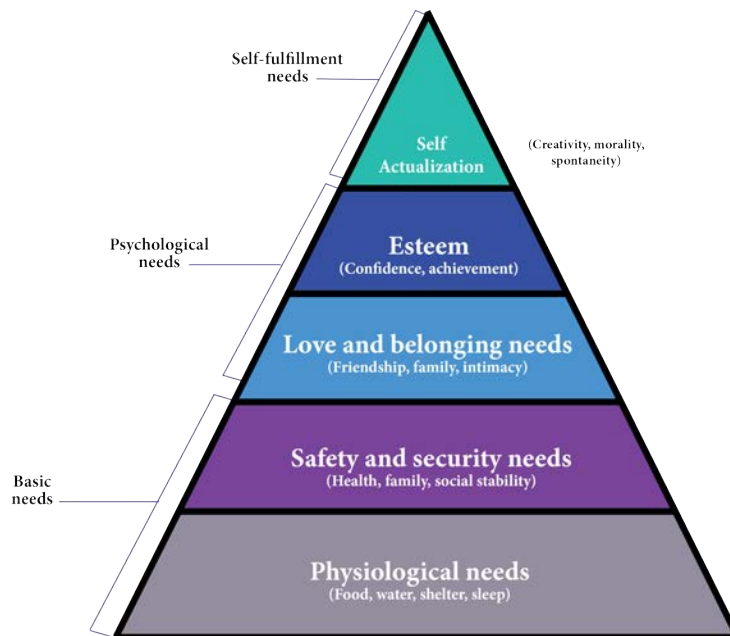 Self-fulfillment
needs
Self
Actualization
(Creativity, morality,
spontaneity)
Psychological
needs
Esteem
(Confidence, achievement)
Love and belonging needs
(Friendship, family, intimacy)
Basic
needs
Safety and security needs
(Health, family, social stability)
Physiological needs
(Food, water, shelter, sleep)